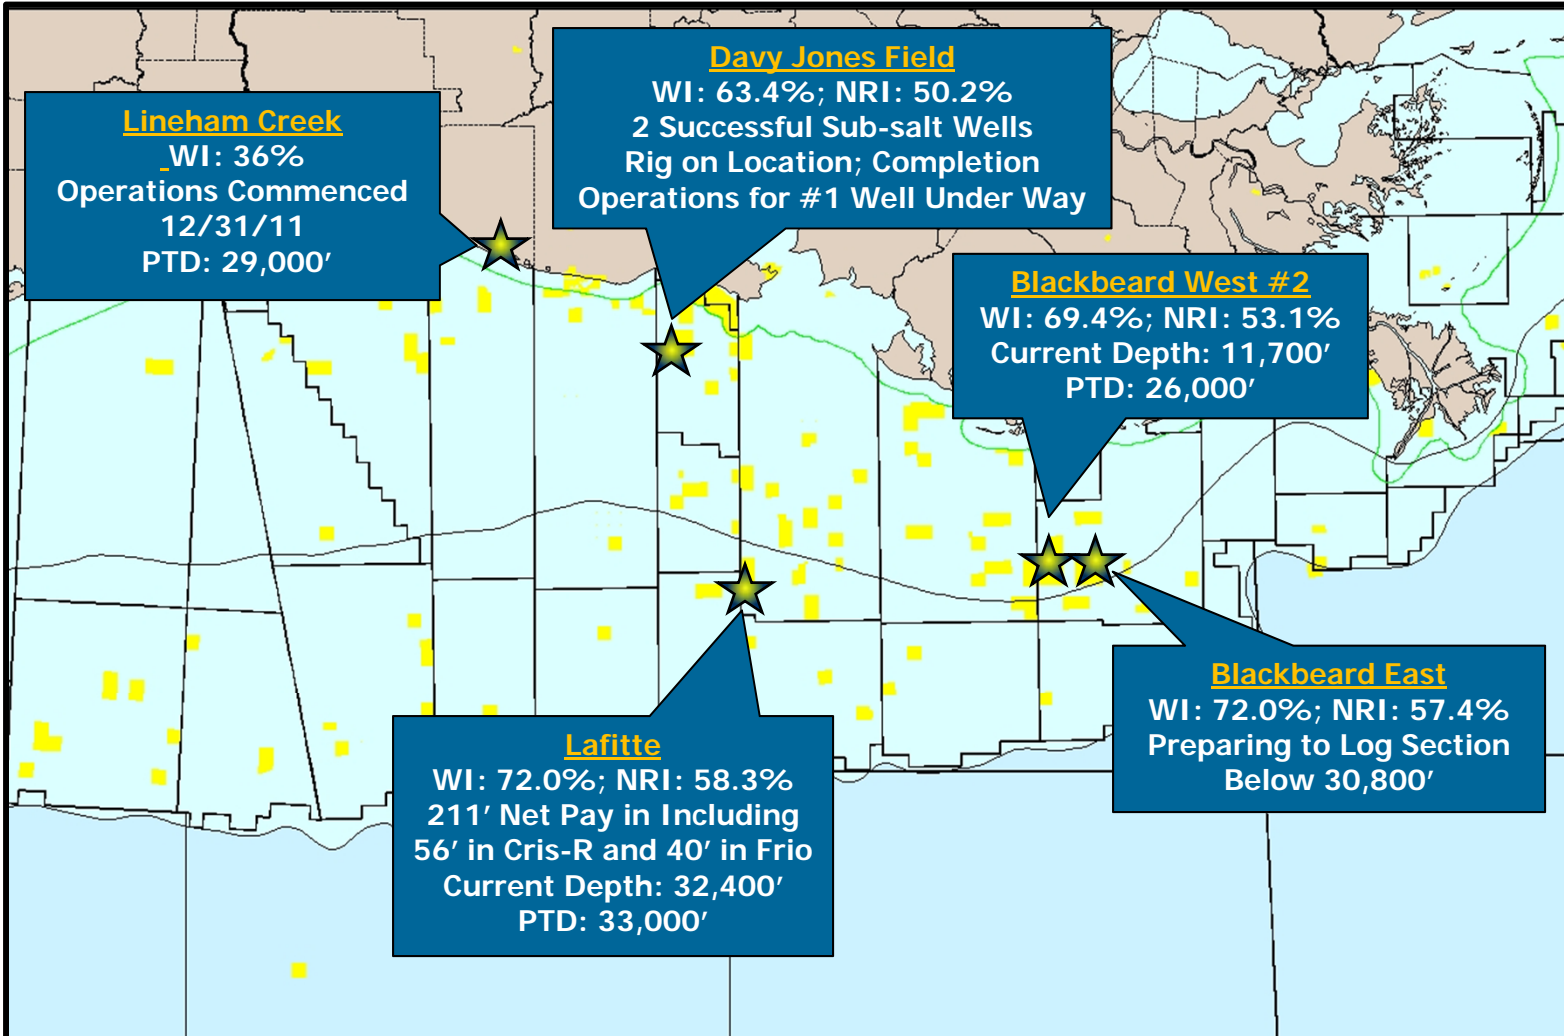 Lineham Creek
WI: 36%
Operations Commenced
12/31/11
PTD: 29,000’
Davy Jones Field
WI: 63.4%; NRI: 50.2%
2 Successful Sub-salt Wells
Rig on Location; Completion
Operations for #1 Well Under Way
Blackbeard West #2
WI: 69.4%; NRI: 53.1%
Current Depth: 11,700’
PTD: 26,000’
Lafitte
WI: 72.0%; NRI: 58.3%
211’ Net Pay in Including
56’ in Cris-R and 40’ in Frio
Current Depth: 32,400’
PTD: 33,000’
Blackbeard East
WI: 72.0%; NRI: 57.4%
Preparing to Log Section
Below 30,800’